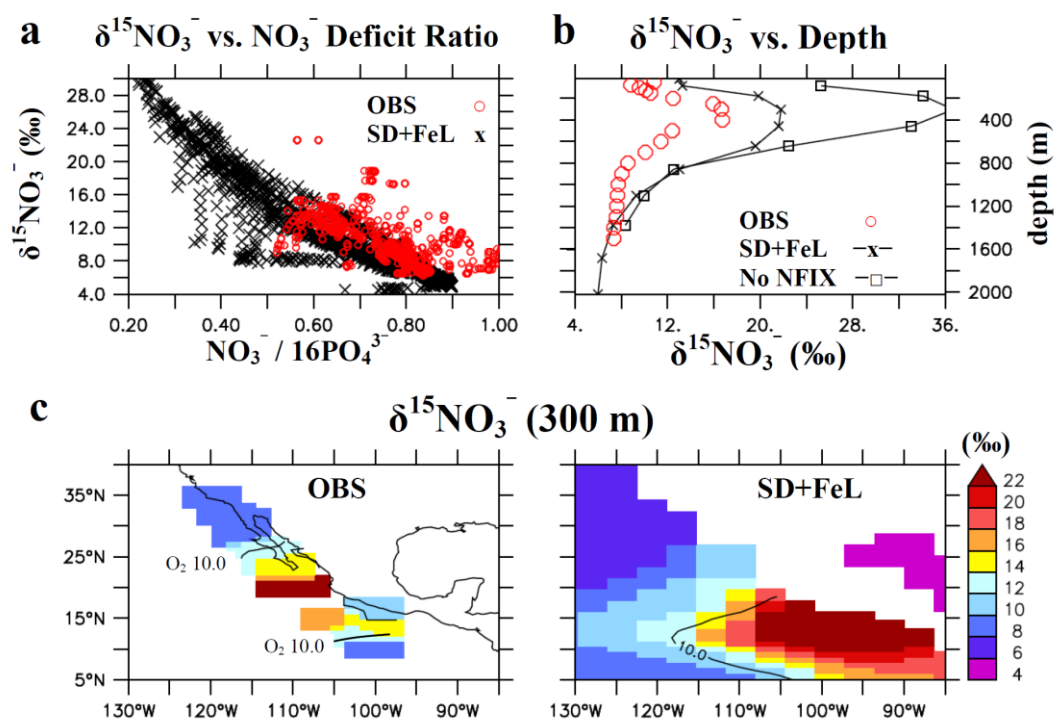 a
δ¹⁵NO₃⁻ vs. NO₃⁻ Deficit Ratio
δ¹⁵NO₃⁻ (‰)
28.0
24.0
20.0
16.0
12.0
8.0
4.0
OBS
SD+FeL x
0.20 0.40 0.60 0.80 1.00
NO₃⁻ / 16PO₄³⁻
b
δ¹⁵NO₃⁻ vs. Depth
400
800
1200
1600
2000
depth (m)
OBS
SD+FeL x
No NFIX
4. 12. 20. 28. 36.
δ¹⁵NO₃⁻ (‰)
c
δ¹⁵NO₃⁻ (300 m)
35°N
25°N
15°N
5°N
OBS
O₂ 10.0
O₂ 10.0
130°W 120°W 110°W 100°W 90°W
SD+FeL
10.0
130°W 120°W 110°W 100°W 90°W
(‰)
22
20
18
16
14
12
10
8
6
4